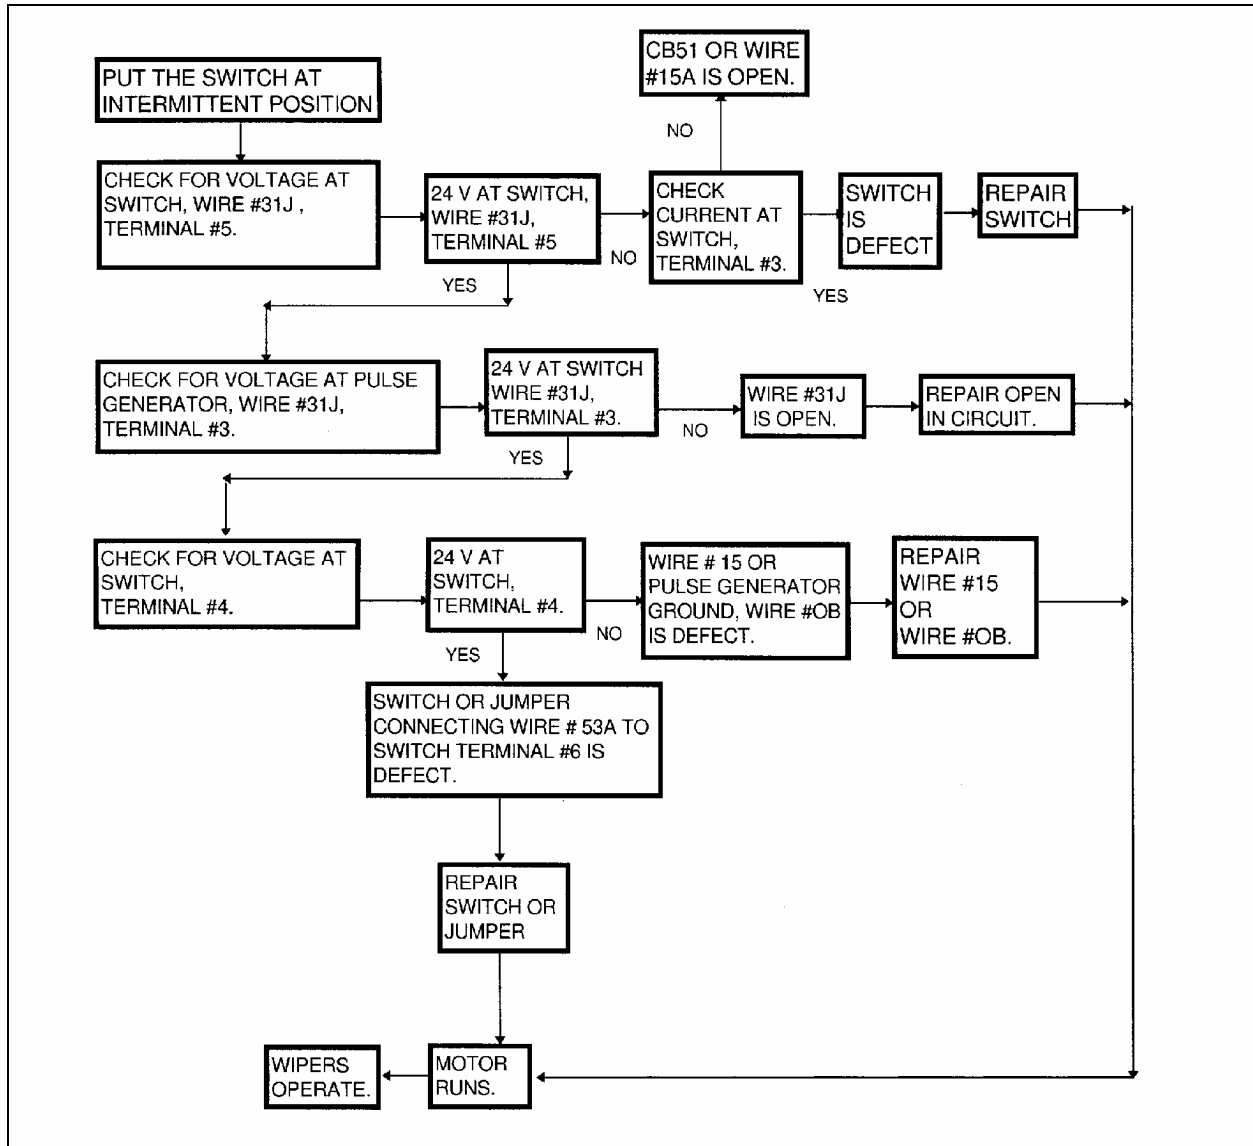 CB51 OR WIRE
#15A IS OPEN.
PUT THE SWITCH AT
INTERMITTENT POSITION
NO
CHECK FOR VOLTAGE AT
SWITCH, WIRE #31J ,
TERMINAL #5.
24 V AT SWITCH,
WIRE #31J,
TERMINAL #5
NO
CHECK
CURRENT AT
SWITCH,
TERMINAL #3.
YES
SWITCH
IS
DEFECT
REPAIR
SWITCH
YES
CHECK FOR VOLTAGE AT PULSE
GENERATOR, WIRE #31J,
TERMINAL #3.
24 V AT SWITCH
WIRE #31J,
TERMINAL #3.
NO
WIRE #31J
IS OPEN.
REPAIR OPEN
IN CIRCUIT.
YES
CHECK FOR VOLTAGE AT
SWITCH,
TERMINAL #4.
24 V AT
SWITCH,
TERMINAL #4.
NO
WIRE # 15 OR
PULSE GENERATOR
GROUND, WIRE #OB
IS DEFECT.
REPAIR
WIRE #15
OR
WIRE #OB.
YES
SWITCH OR JUMPER
CONNECTING WIRE # 53A TO
SWITCH TERMINAL #6 IS
DEFECT.
REPAIR
SWITCH OR
JUMPER
WIPERS
OPERATE.
MOTOR
RUNS.